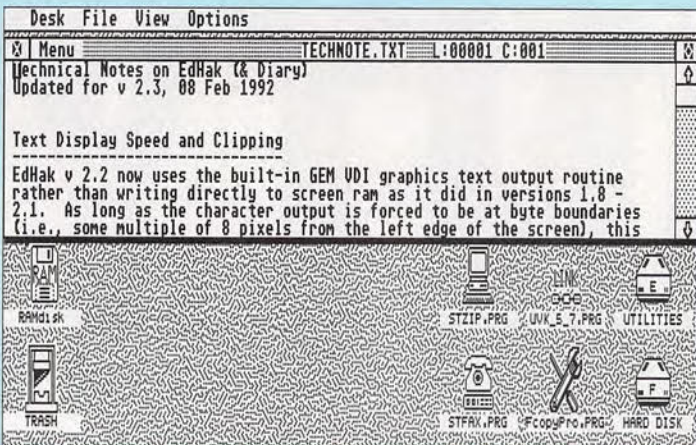 Desk File View Options
Menu TECHNOTE.TXT L:00001 C:001
Technical Notes on EdHak (& Diary)
Updated for v 2.3, 08 Feb 1992
Text Display Speed and Clipping
-------------------------------
EdHak v 2.2 now uses the built-in GEM VDI graphics text output routine
rather than writing directly to screen ram as it did in versions 1.8 -
2.1. As long as the character output is forced to be at byte boundaries
(i.e., some multiple of 8 pixels from the left edge of the screen), this
RAM LINK E
RAMdisk STZIP.PRG UVK_5_7.PRG UTILITIES
F
TRASH STFAX.PRG FcopyPro.PRG HARD DISK